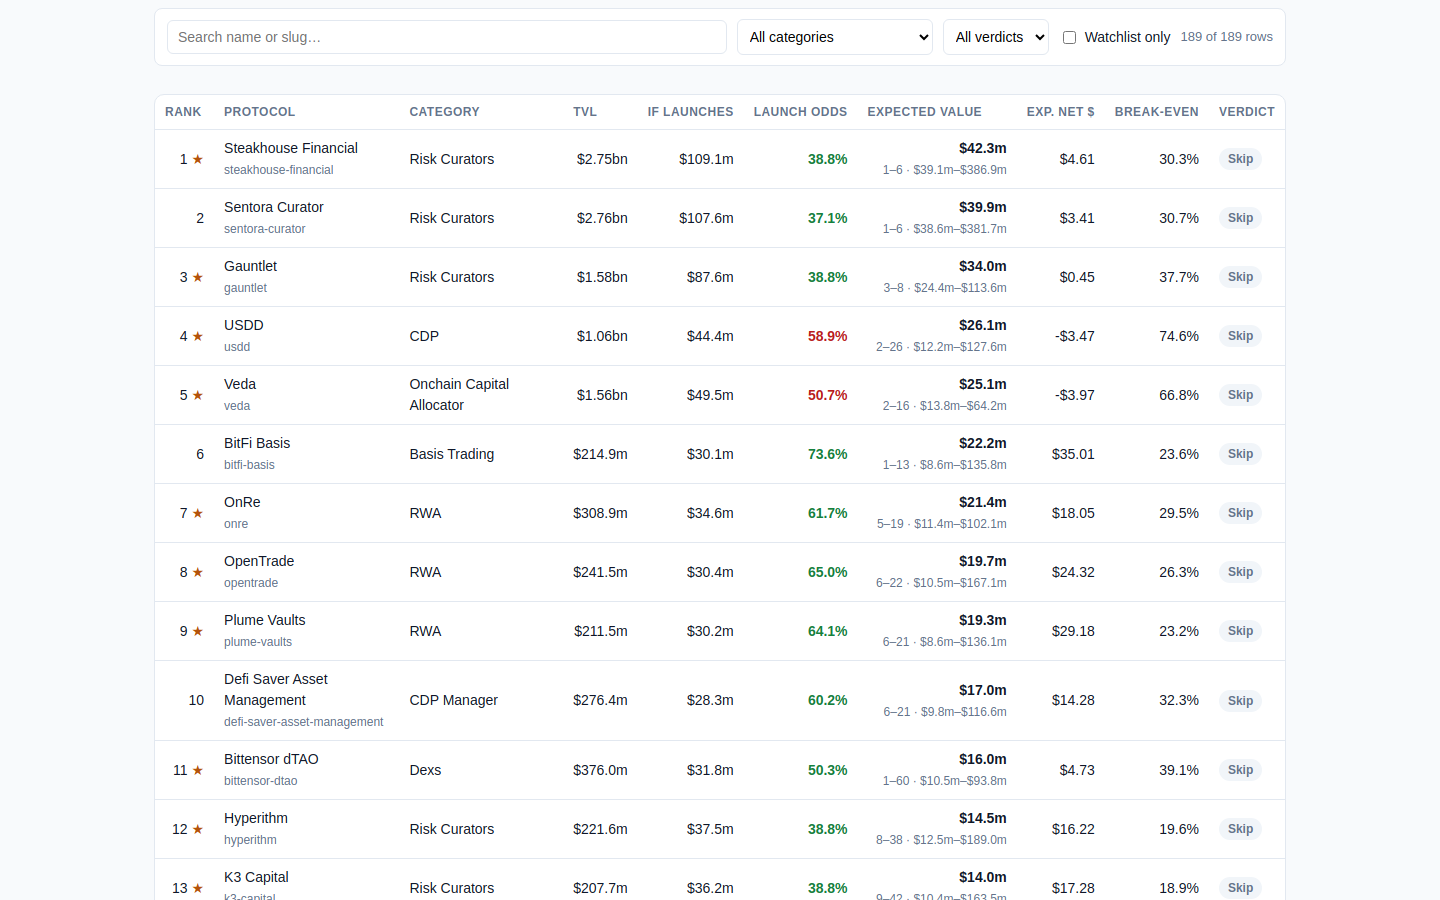 Search name or slug…
All categories
All verdicts
Watchlist only
189 of 189 rows
RANK PROTOCOL CATEGORY TVL IF LAUNCHES LAUNCH ODDS EXPECTED VALUE EXP. NET $ BREAK-EVEN VERDICT
1 ★ Steakhouse Financial Risk Curators $2.75bn $109.1m 38.8% $42.3m $4.61 30.3% Skip
steakhouse-financial 1–6 · $39.1m–$386.9m
2 Sentora Curator Risk Curators $2.76bn $107.6m 37.1% $39.9m $3.41 30.7% Skip
sentora-curator 1–6 · $38.6m–$381.7m
3 ★ Gauntlet Risk Curators $1.58bn $87.6m 38.8% $34.0m $0.45 37.7% Skip
gauntlet 3–8 · $24.4m–$113.6m
4 ★ USDD CDP $1.06bn $44.4m 58.9% $26.1m -$3.47 74.6% Skip
usdd 2–26 · $12.2m–$127.6m
5 ★ Veda Onchain Capital Allocator $1.56bn $49.5m 50.7% $25.1m -$3.97 66.8% Skip
veda 2–16 · $13.8m–$64.2m
6 BitFi Basis Basis Trading $214.9m $30.1m 73.6% $22.2m $35.01 23.6% Skip
bitfi-basis 1–13 · $8.6m–$135.8m
7 ★ OnRe RWA $308.9m $34.6m 61.7% $21.4m $18.05 29.5% Skip
onre 5–19 · $11.4m–$102.1m
8 ★ OpenTrade RWA $241.5m $30.4m 65.0% $19.7m $24.32 26.3% Skip
opentrade 6–22 · $10.5m–$167.1m
9 ★ Plume Vaults RWA $211.5m $30.2m 64.1% $19.3m $29.18 23.2% Skip
plume-vaults 6–21 · $8.6m–$136.1m
10 Defi Saver Asset Management CDP Manager $276.4m $28.3m 60.2% $17.0m $14.28 32.3% Skip
defi-saver-asset-management 6–21 · $9.8m–$116.6m
11 ★ Bittensor dTAO Dexs $376.0m $31.8m 50.3% $16.0m $4.73 39.1% Skip
bittensor-dtao 1–60 · $10.5m–$93.8m
12 ★ Hyperithm Risk Curators $221.6m $37.5m 38.8% $14.5m $16.22 19.6% Skip
hyperithm 8–38 · $12.5m–$189.0m
13 ★ K3 Capital Risk Curators $207.7m $36.2m 38.8% $14.0m $17.28 18.9% Skip
k3-capital 9–42 · $10.4m–$163.5m